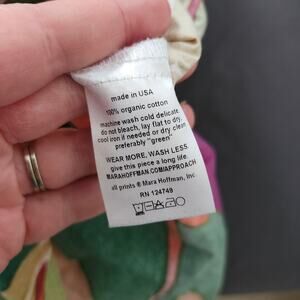 made in USA
100% organic cotton
machine wash cold delicate.
do not bleach, lay flat to dry.
cool iron if needed or dry clean
preferably "green"
WEAR MORE, WASH LESS
give this piece a long life.
MARAHOFFMAN.COM/APPROACH
all prints ® Mara Hoffman, Inc.
RN 124749